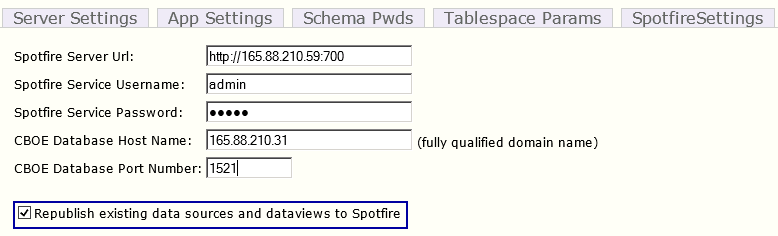 Server Settings App Settings Schema Pwds Tablespace Params SpotfireSettings
Spotfire Server Url: http://165.88.210.59:700
Spotfire Service Username: admin
Spotfire Service Password: ●●●●●
CBOE Database Host Name: 165.88.210.31 (fully qualified domain name)
CBOE Database Port Number: 1521
Republish existing data sources and dataviews to Spotfire